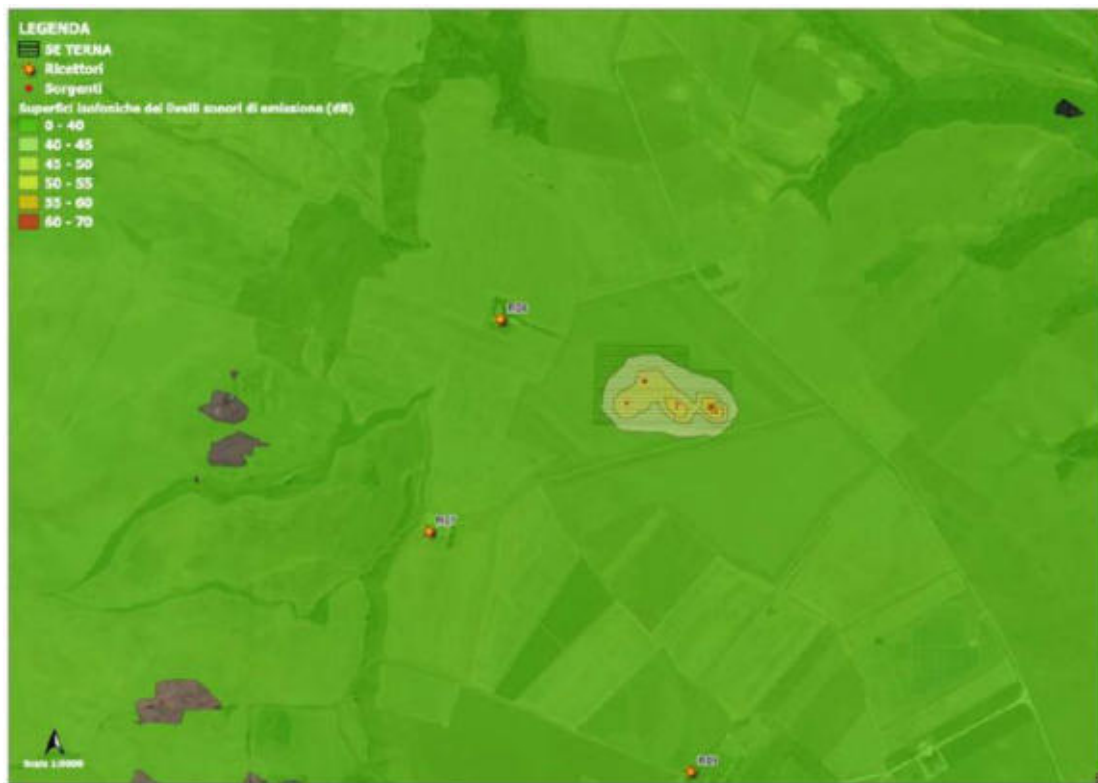 LEGENDA
SE TERNA
Ricettori
Sorgenti
Superfici isofoniche dei livelli sonori di emissione (dB)
0 - 40
40 - 45
45 - 50
50 - 55
55 - 60
60 - 70